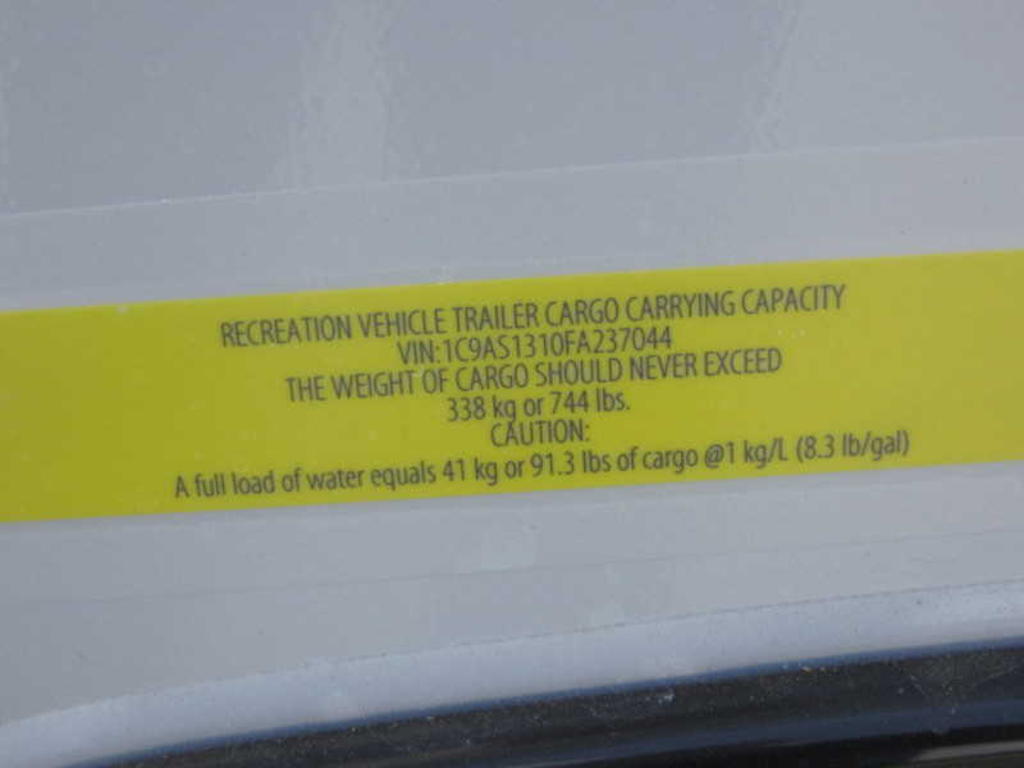 RECREATION VEHICLE TRAILER CARGO CARRYING CAPACITY
VIN:1C9AS1310FA237044
THE WEIGHT OF CARGO SHOULD NEVER EXCEED
338 kg or 744 lbs.
CAUTION:
A full load of water equals 41 kg or 91.3 lbs of cargo @1 kg/L (8.3 lb/gal)